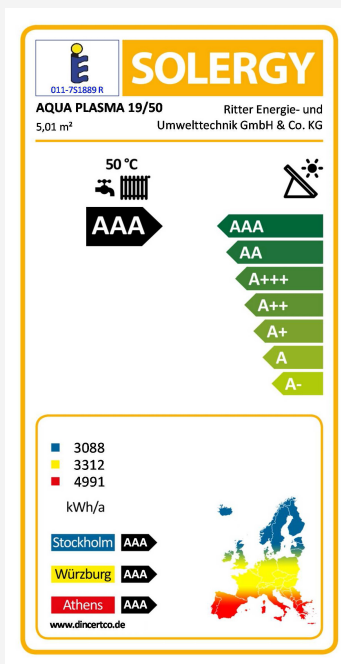 SOLERGY
011-7S1889 R
AQUA PLASMA 19/50
5,01 m²
Ritter Energie- und
Umwelttechnik GmbH & Co. KG
50 °C
AAA
AAA
AA
A+++
A++
A+
A
A-
3088
3312
4991
kWh/a
Stockholm AAA
Würzburg AAA
Athens AAA
www.dincertco.de